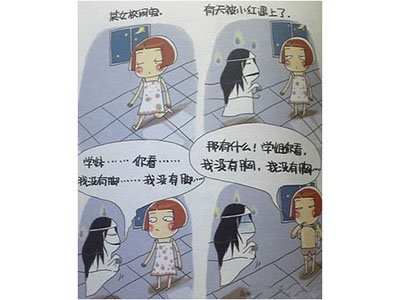 某女校闹鬼.
有天被小红遇上了.
学妹……你看……
我没有脚……我没有脚……
那有什么！学姐你看.
我没有胸，我没有胸……